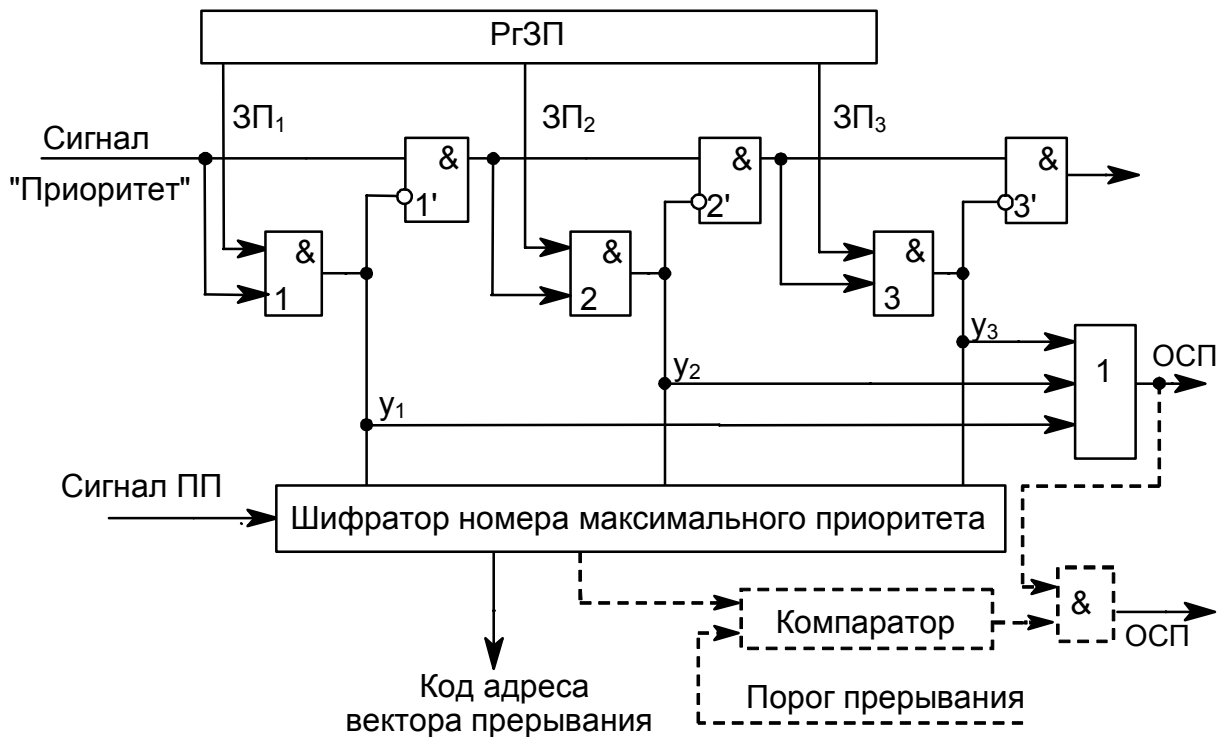 РгЗП
ЗП₁
ЗП₂
ЗП₃
Сигнал
"Приоритет"
&
1'
&
2'
&
3'
&
1
&
2
&
3
y₁
y₂
y₃
1
ОСП
Сигнал ПП
Шифратор номера максимального приоритета
Компаратор
&
ОСП
Код адреса
вектора прерывания
Порог прерывания